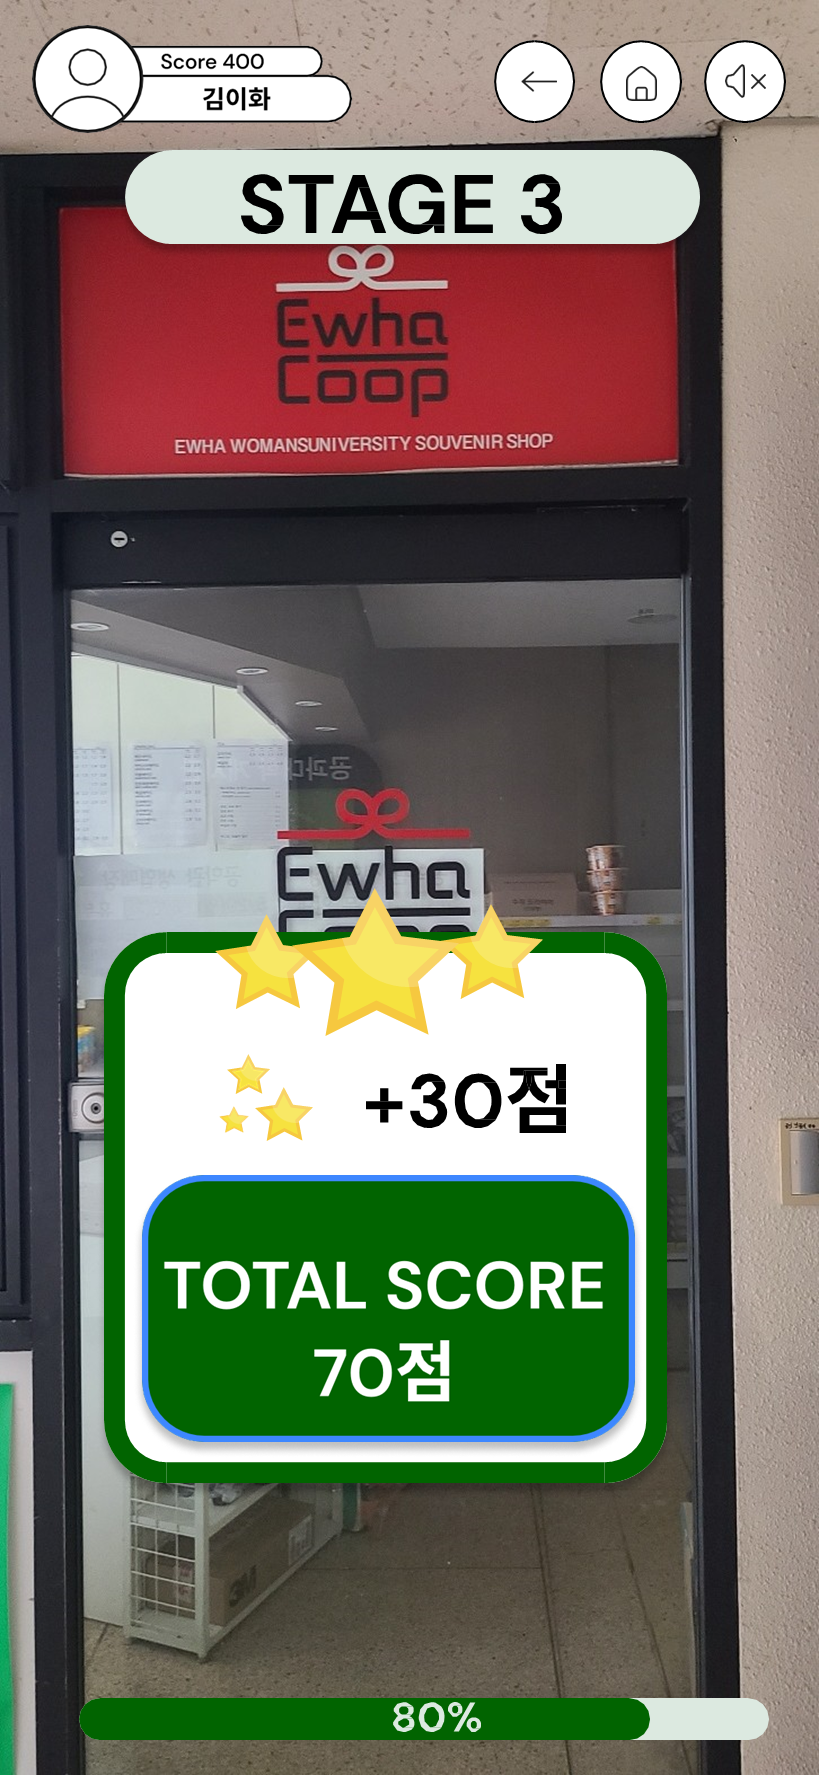 Score 400
김이화
STAGE 3
Ewha
Coop
EWHA WOMANSUNIVERSITY SOUVENIR SHOP
Ewha
+30점
TOTAL SCORE
70점
80%